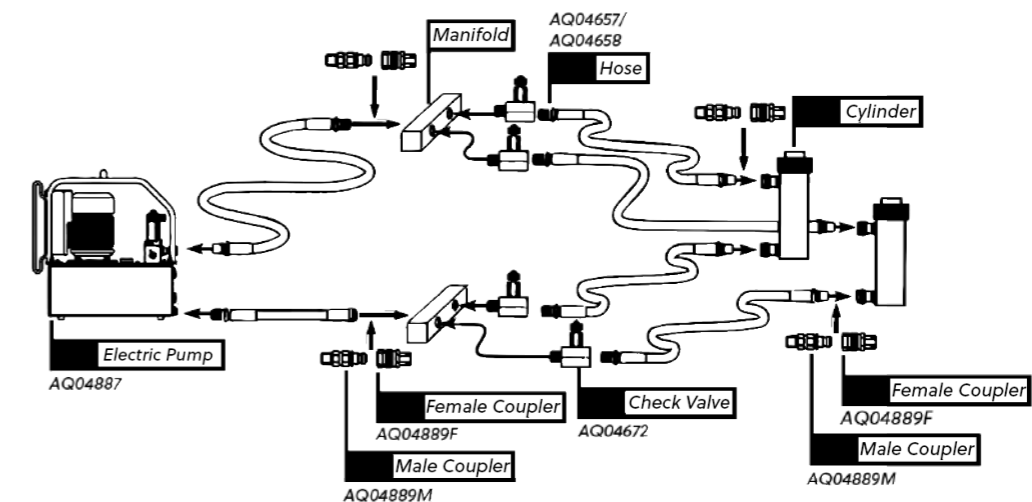 AQ04657/
AQ04658
Manifold
Hose
Cylinder
Electric Pump
AQ04887
Female Coupler
AQ04889F
Check Valve
AQ04672
Female Coupler
AQ04889F
Male Coupler
AQ04889M
Male Coupler
AQ04889M